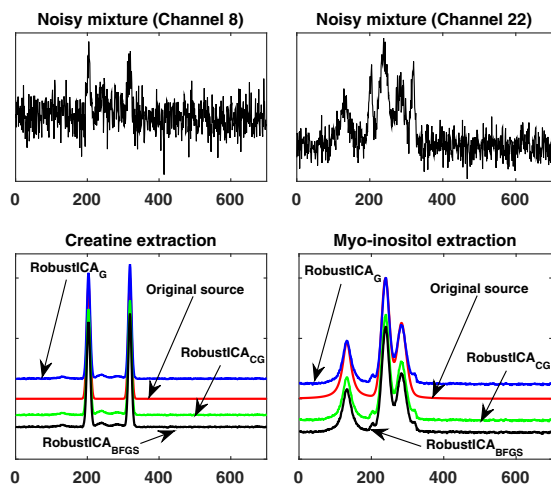 Noisy mixture (Channel 8)
0 200 400 600
Noisy mixture (Channel 22)
0 200 400 600
Creatine extraction
RobustICA_G
Original source
RobustICA_CG
RobustICA_BFGS
0 200 400 600
Myo-inositol extraction
RobustICA_G
Original source
RobustICA_CG
RobustICA_BFGS
0 200 400 600